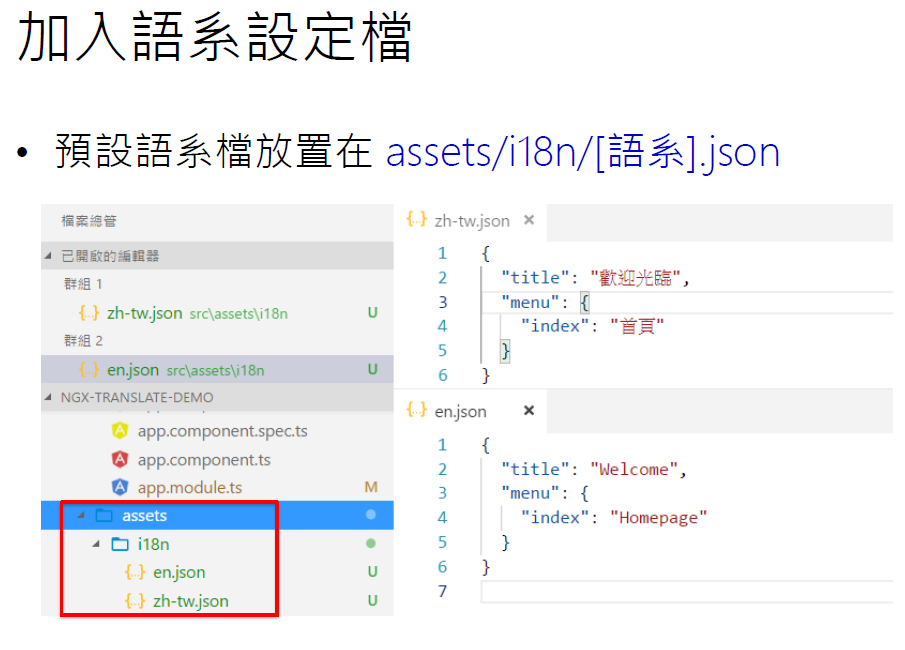 加入語系設定檔
• 預設語系檔放置在 assets/i18n/[語系].json
檔案總管
已開啟的編輯器
群組 1
{..} zh-tw.json src\assets\i18n U
群組 2
{..} en.json src\assets\i18n U
NGX-TRANSLATE-DEMO
app.component.spec.ts
app.component.ts
app.module.ts M
assets
i18n
{..} en.json U
{..} zh-tw.json U
{..} zh-tw.json ×
1 {
2 "title": "歡迎光臨",
3 "menu": {
4 "index": "首頁"
5 }
6 }
{..} en.json ×
1 {
2 "title": "Welcome",
3 "menu": {
4 "index": "Homepage"
5 }
6 }
7